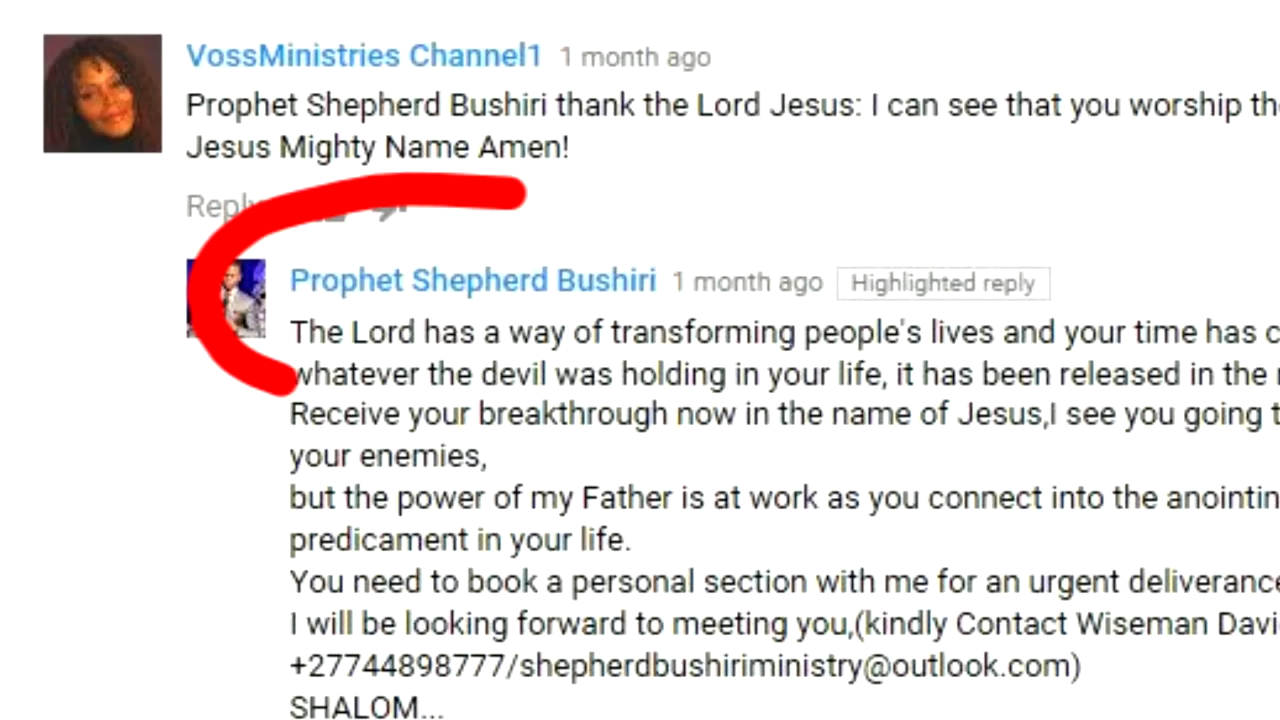 VossMinistries Channel1 1 month ago
Prophet Shepherd Bushiri thank the Lord Jesus: I can see that you worship
Jesus Mighty Name Amen!
Prophet Shepherd Bushiri 1 month ago Highlighted reply
The Lord has a way of transforming people's lives and your time has
whatever the devil was holding in your life, it has been released in the
Receive your breakthrough now in the name of Jesus,I see you going
your enemies,
but the power of my Father is at work as you connect into the
predicament in your life.
You need to book a personal section with me for an urgent deliverance
I will be looking forward to meeting you,(kindly Contact Wiseman
+27744898777/shepherdbushiriministry@outlook.com)
SHALOM...